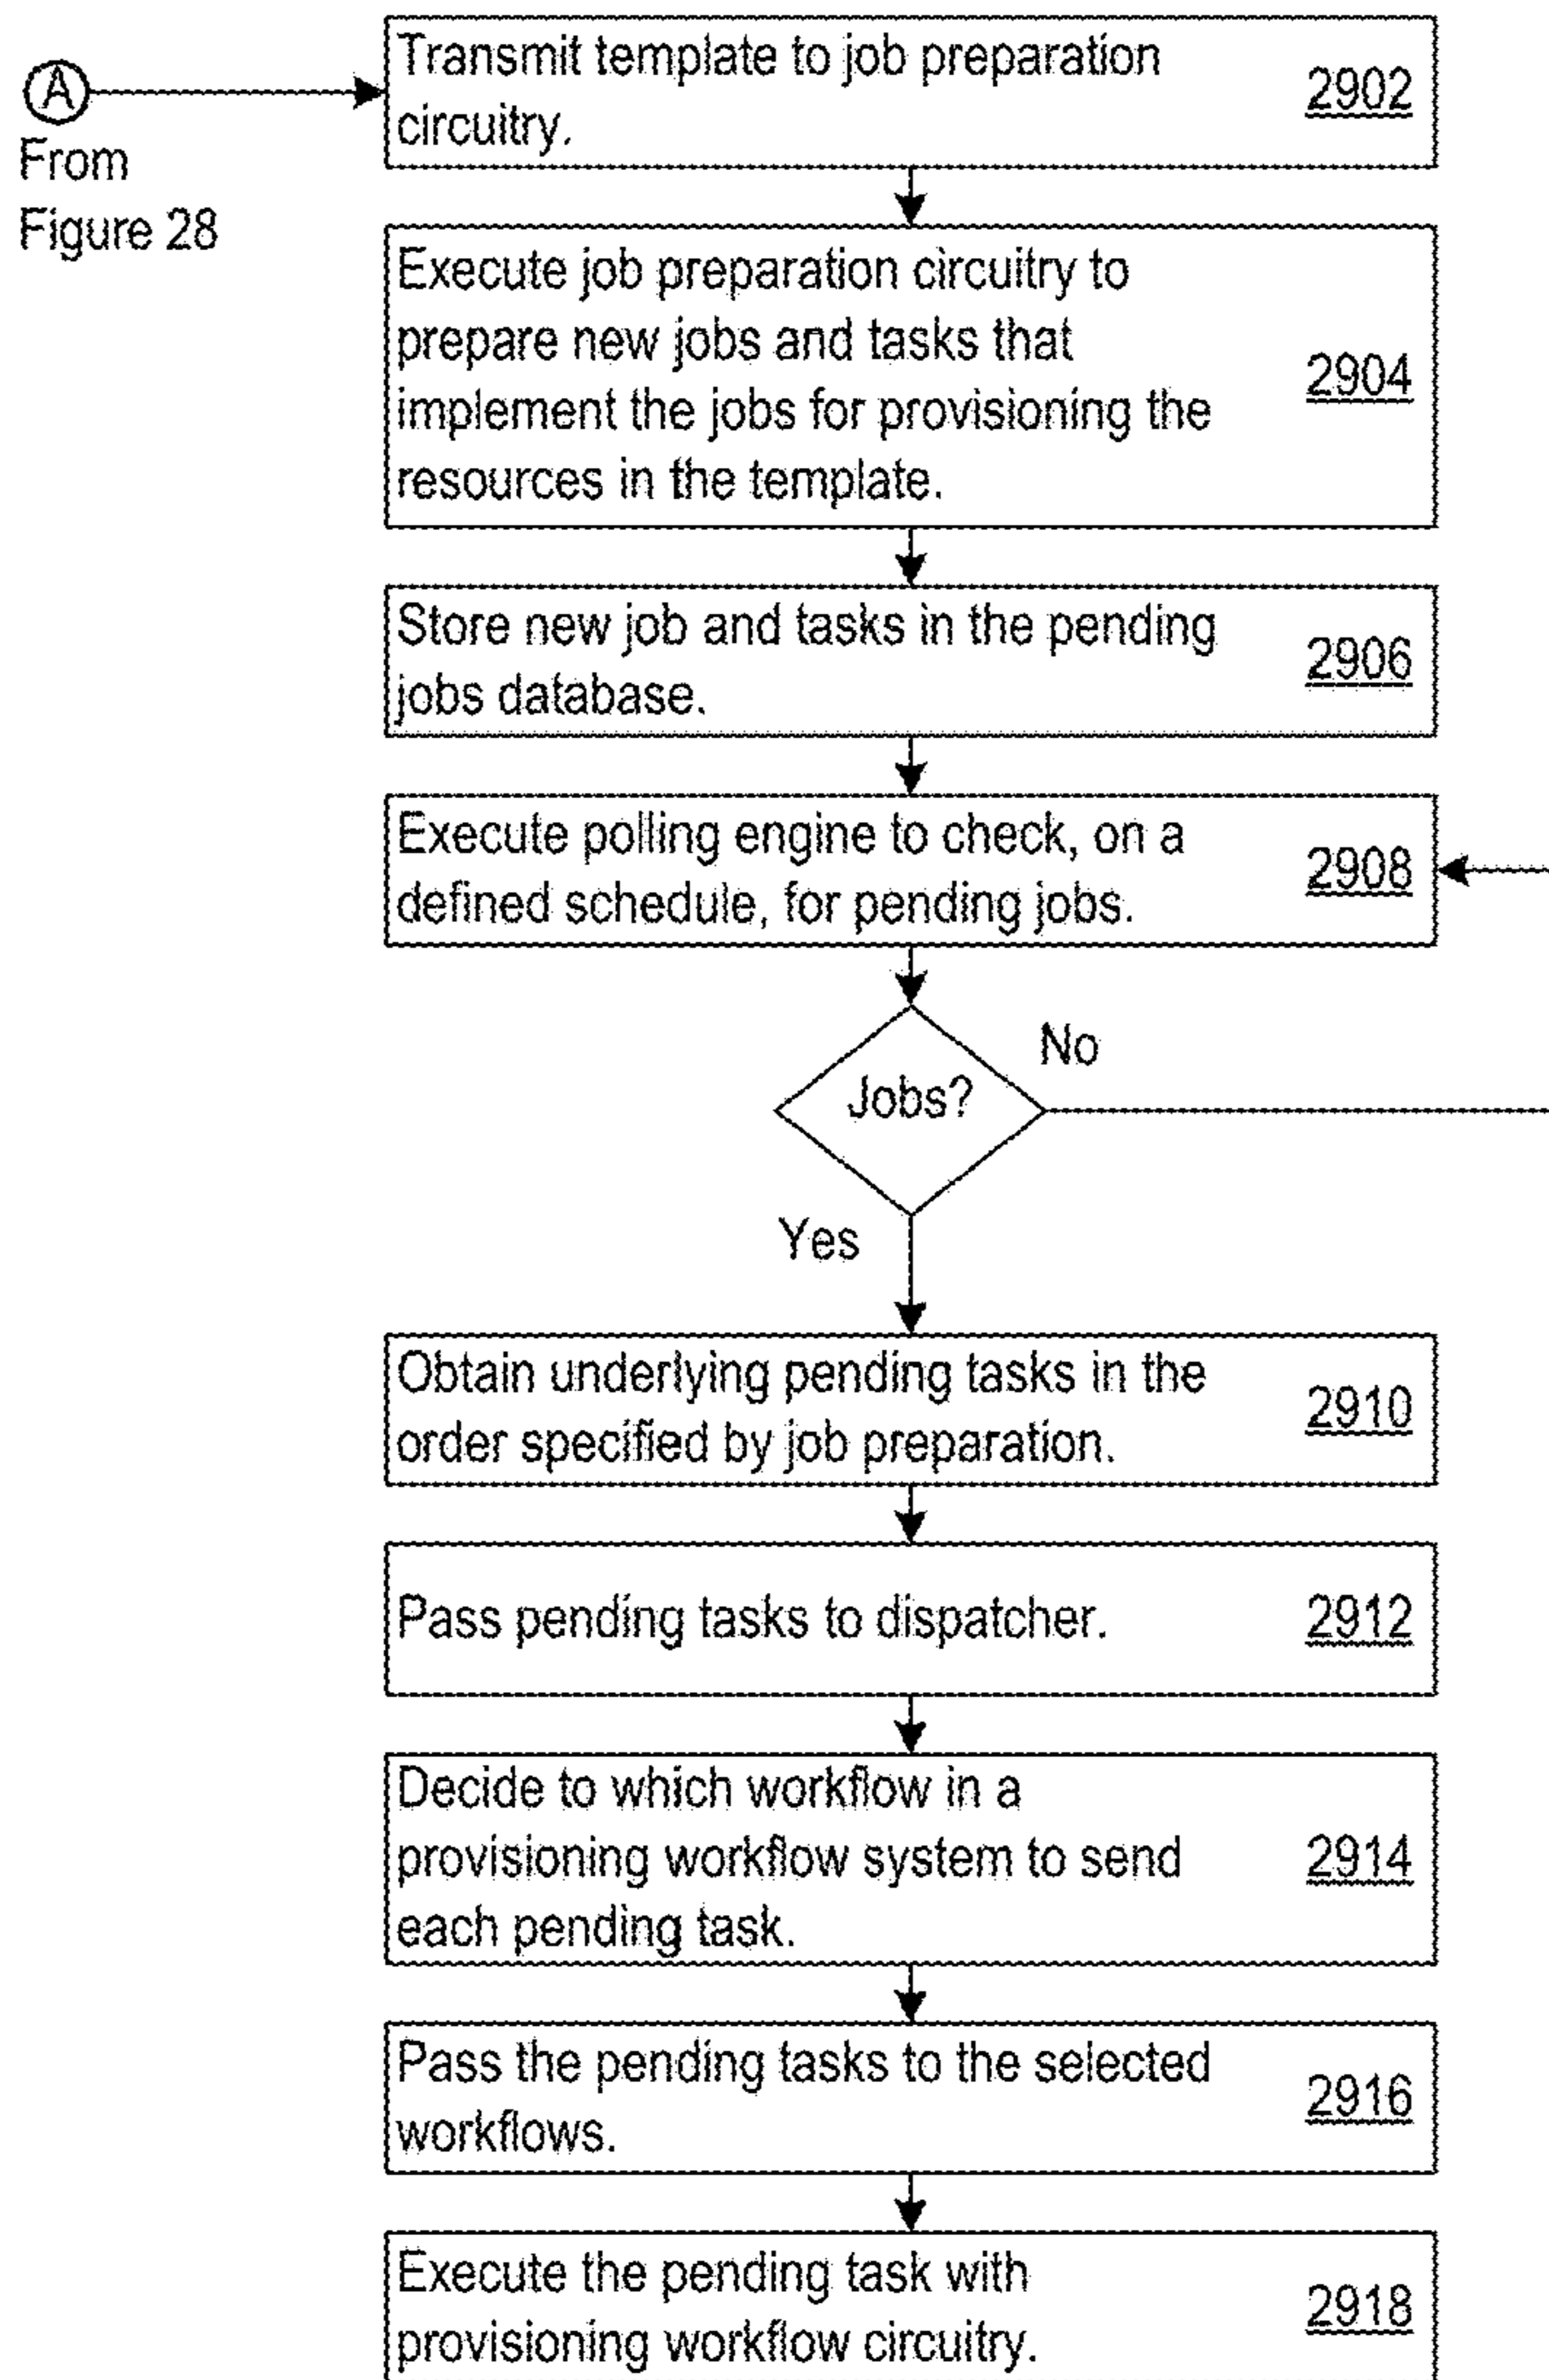 A
From
Figure 28
Transmit template to job preparation
circuitry.
2902
Execute job preparation circuitry to
prepare new jobs and tasks that
implement the jobs for provisioning the
resources in the template.
2904
Store new job and tasks in the pending
jobs database.
2906
Execute polling engine to check, on a
defined schedule, for pending jobs.
2908
Jobs?
No
Yes
Obtain underlying pending tasks in the
order specified by job preparation.
2910
Pass pending tasks to dispatcher.
2912
Decide to which workflow in a
provisioning workflow system to send
each pending task.
2914
Pass the pending tasks to the selected
workflows.
2916
Execute the pending task with
provisioning workflow circuitry.
2918